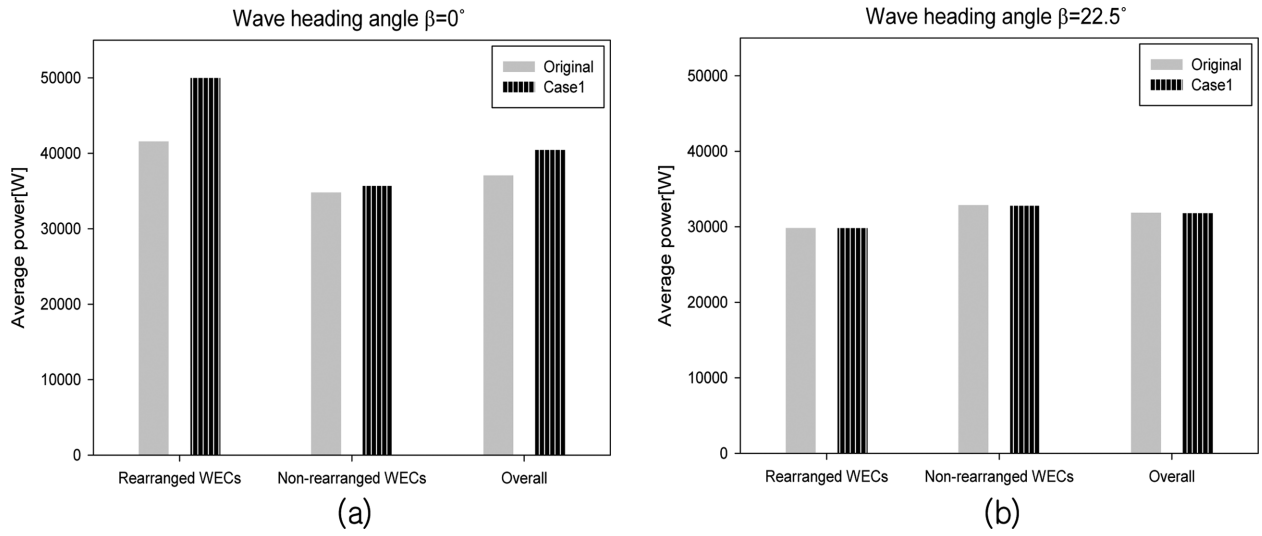 Wave heading angle β=0°
Original
Case1
Average power[W]
50000
40000
30000
20000
10000
0
Rearranged WECs
Non-rearranged WECs
Overall
(a)
Wave heading angle β=22.5°
Original
Case1
Average power[W]
50000
40000
30000
20000
10000
0
Rearranged WECs
Non-rearranged WECs
Overall
(b)